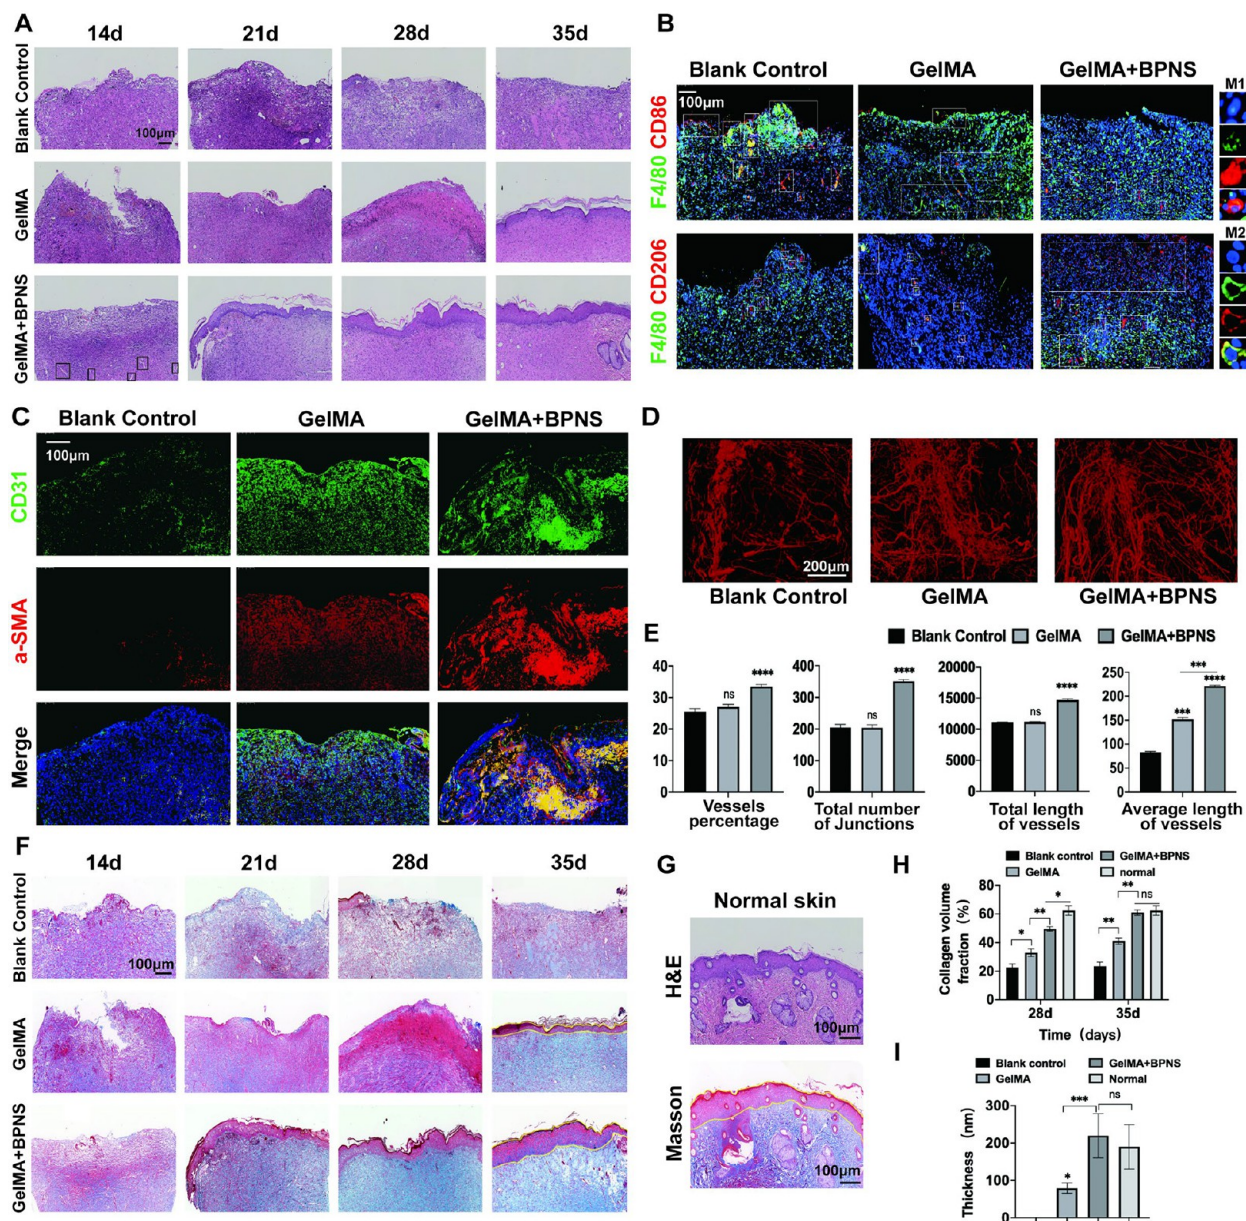 A
14d 21d 28d 35d
Blank Control
100μm
GelMA
GelMA+BPNS
B
Blank Control GelMA GelMA+BPNS
M1
100μm
F4/80 CD86
M2
F4/80 CD206
C
Blank Control GelMA GelMA+BPNS
100μm
CD31
a-SMA
Merge
D
200μm
Blank Control GelMA GelMA+BPNS
E
Blank Control GelMA GelMA+BPNS
40
30
20
10
0
ns ****
Vessels
percentage
400
300
200
100
0
ns ****
Total number
of Junctions
20000
15000
10000
5000
0
ns ****
Total length
of vessels
250
200
150
100
50
0
***
*** ****
Average length
of vessels
F
14d 21d 28d 35d
Blank Control
100μm
GelMA
GelMA+BPNS
G
Normal skin
H&E
100μm
Masson
100μm
H
Blank control GelMA+BPNS
GelMA normal
Collagen volume
fraction (%)
80
60
40
20
0
* ** *
** ** ns
28d 35d
Time (days)
I
Blank control GelMA+BPNS
GelMA Normal
Thickness (nm)
300
200
100
0
* *** ns